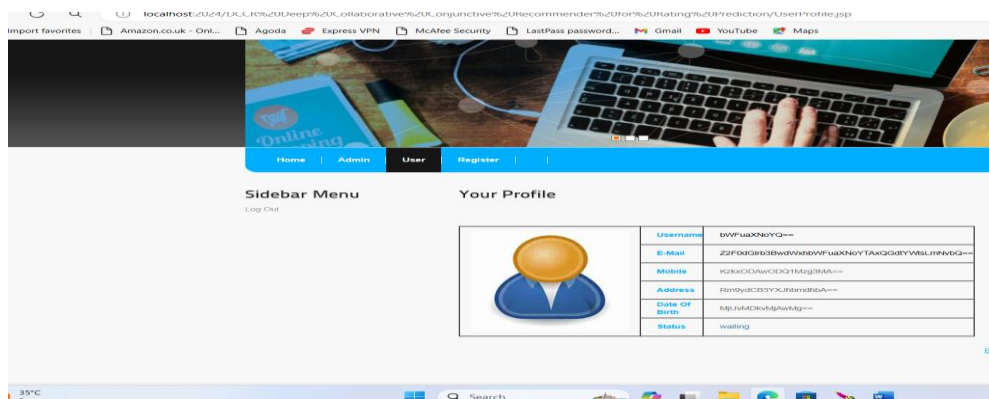 localhost:2024/DCCR%20Deep%20Collaborative%20Conjunctive%20Recommender%20for%20Rating%20Prediction/UserProfile.jsp
Import favorites
Amazon.co.uk - Onl...
Agoda
Express VPN
McAfee Security
LastPass password...
Gmail
YouTube
Maps
Online
Home | Admin | User | Register | |
Sidebar Menu
Log Out
Your Profile
Username bWFuaXNoYQ==
E-Mail
Mobile KzkxODAwODQ1Mzg3MA==
Address
Date Of
Birth MjUvMDkvMjAwMg==
Status waiting
35°C
Search